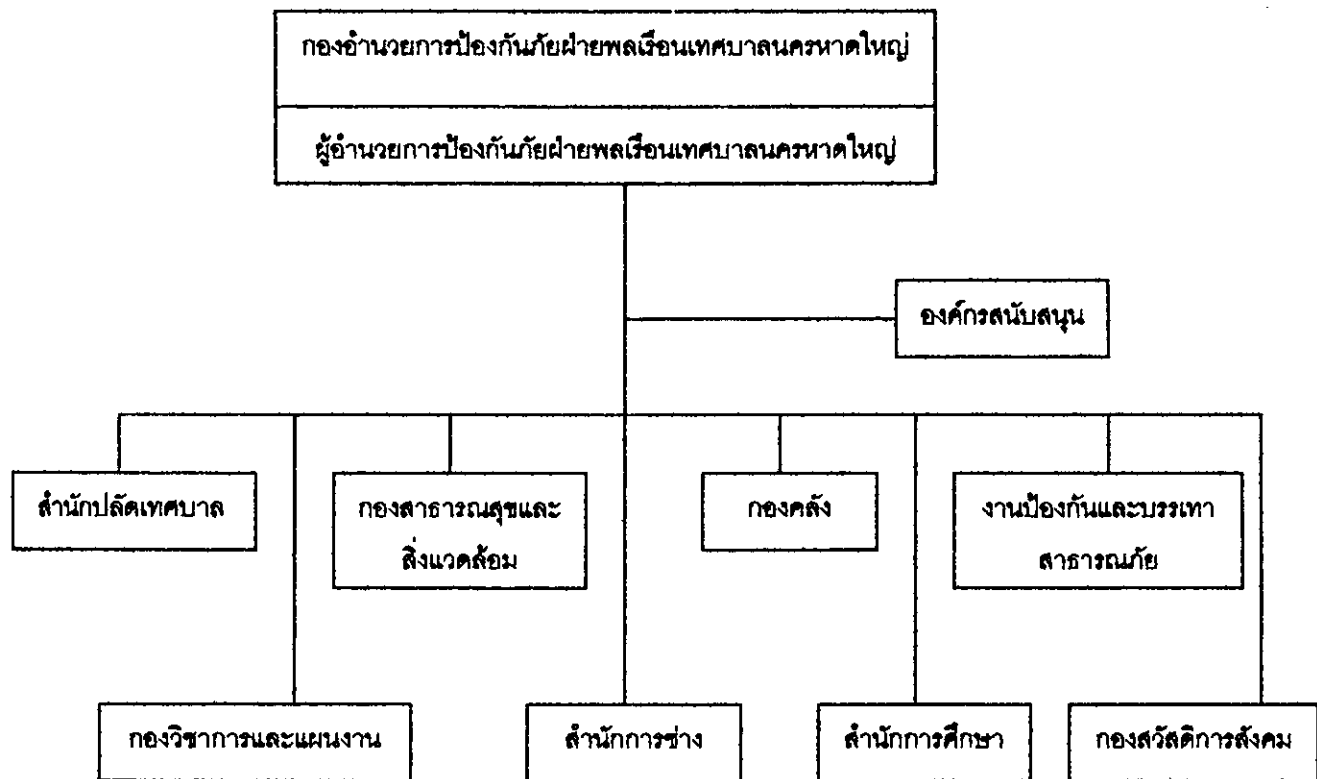 กองอำนวยการป้องกันภัยฝ่ายพลเรือนเทศบาลนครหาดใหญ่
ผู้อำนวยการป้องกันภัยฝ่ายพลเรือนเทศบาลนครหาดใหญ่
องค์กรสนับสนุน
สำนักปลัดเทศบาล
กองสาธารณสุขและ
สิ่งแวดล้อม
กองคลัง
งานป้องกันและบรรเทา
สาธารณภัย
กองวิชาการและแผนงาน
สำนักการช่าง
สำนักการศึกษา
กองสวัสดิการสังคม